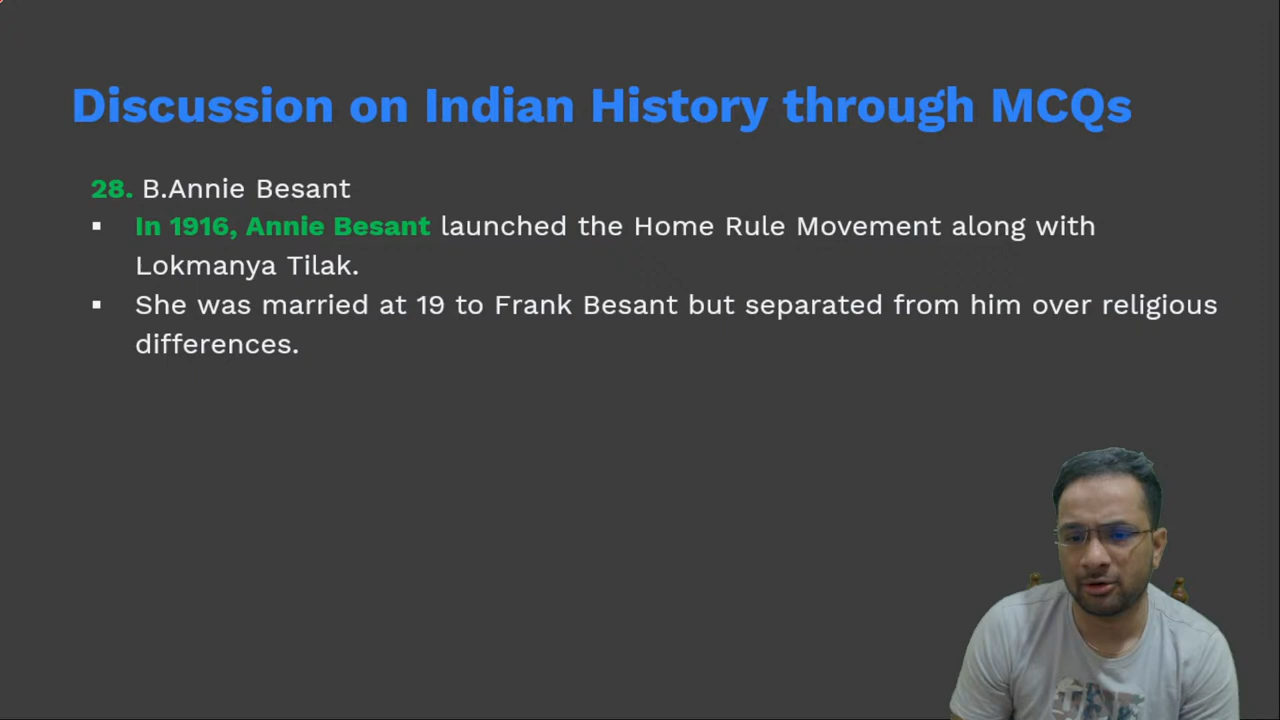 Discussion on Indian History through MCQs
28. B.Annie Besant
▪ In 1916, Annie Besant launched the Home Rule Movement along with
Lokmanya Tilak.
▪ She was married at 19 to Frank Besant but separated from him over religious
differences.